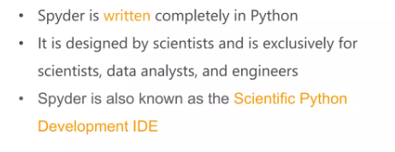 • Spyder is written completely in Python
• It is designed by scientists and is exclusively for
scientists, data analysts, and engineers
• Spyder is also known as the Scientific Python
Development IDE